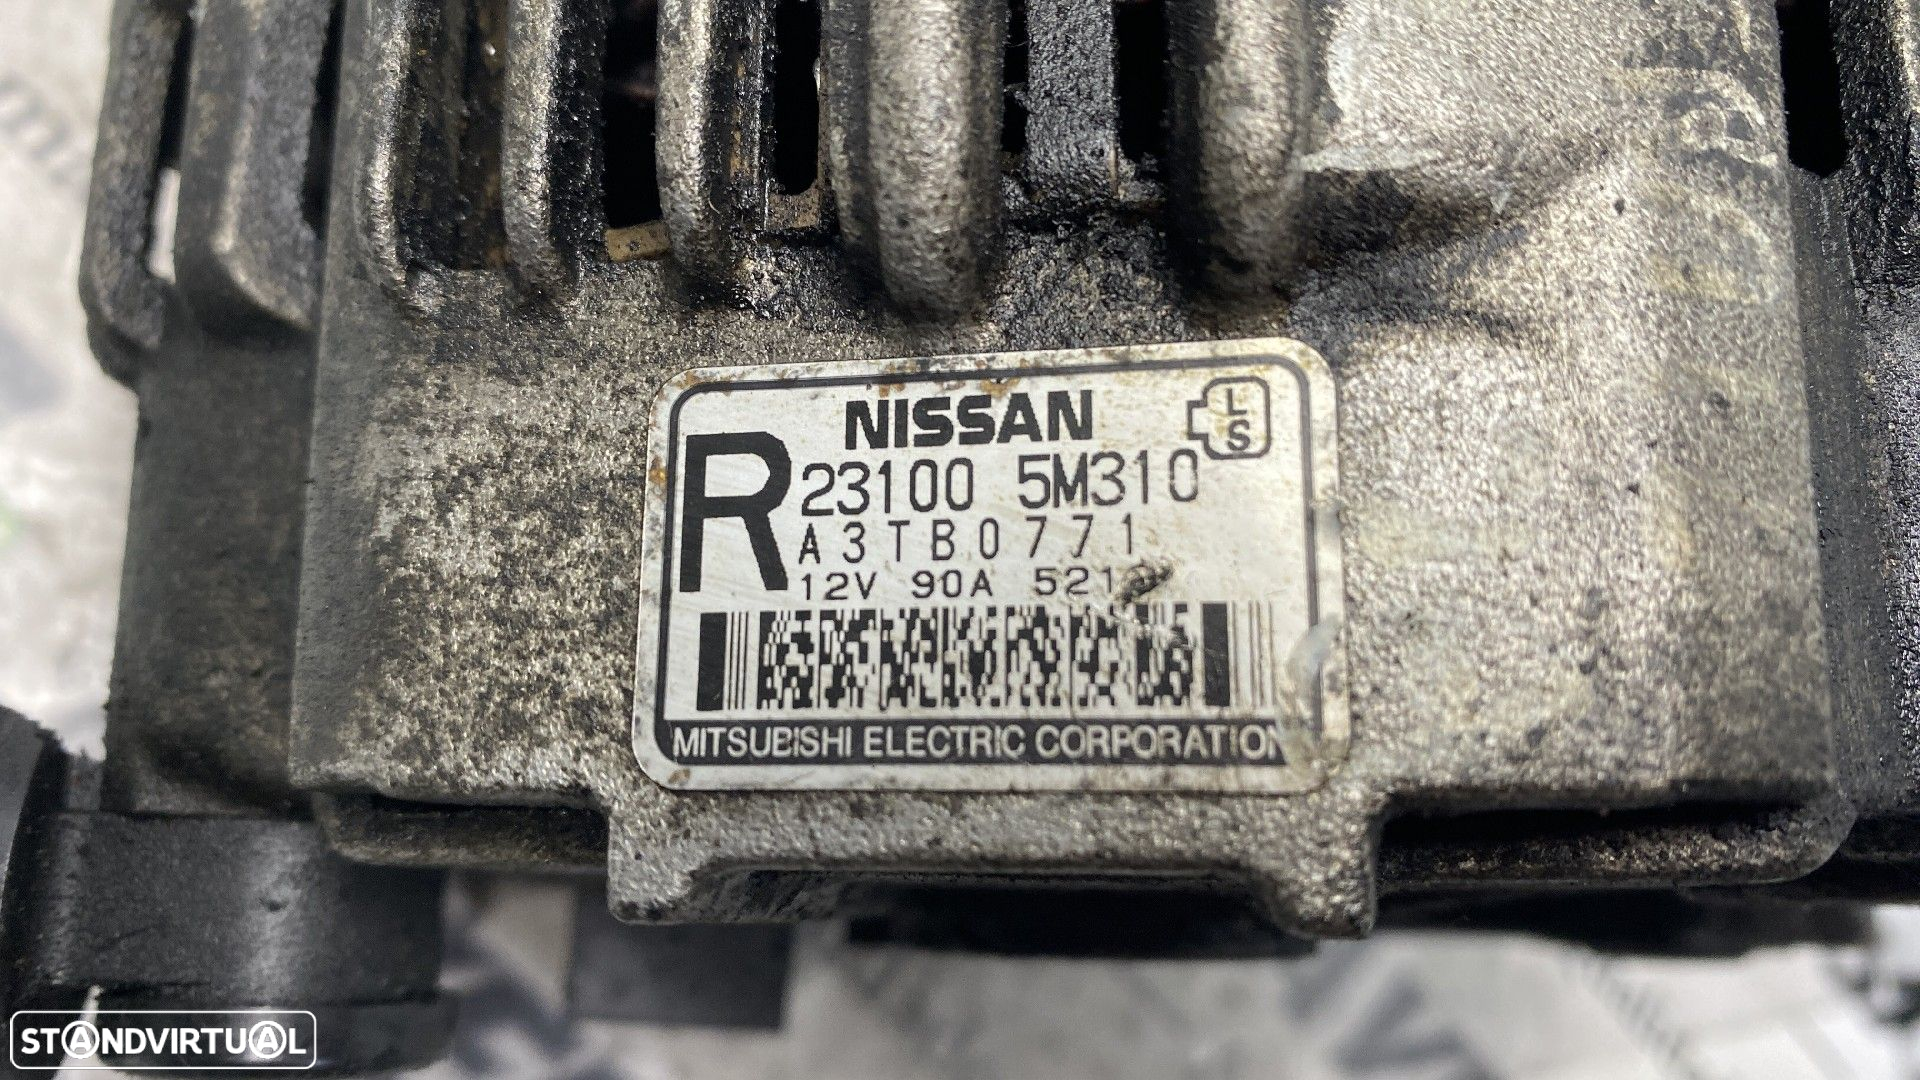 NISSAN
L
S
R
23100 5M310
A3TB0771
12V 90A
MITSUBISHI ELECTRIC CORPORATION
STANDVIRTUAL